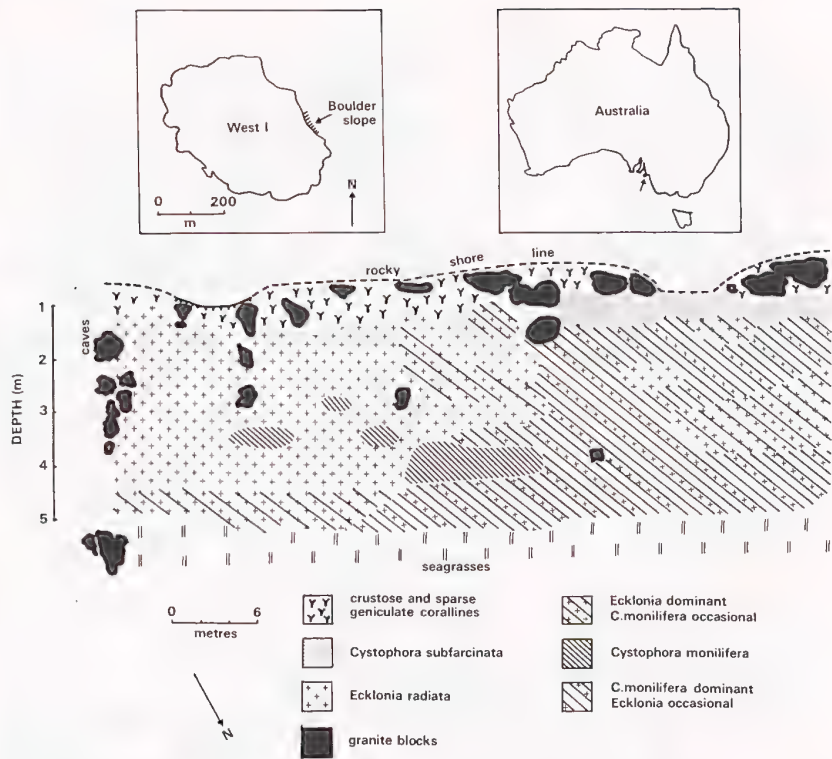 West I
Boulder
slope
N
0 200
m
Australia
rocky shore line
caves
DEPTH (m)
1
2
3
4
5
seagrasses
0 6
metres
N
crustose and sparse
geniculate corallines
Cystophora subfarcinata
Ecklonia radiata
granite blocks
Ecklonia dominant
C.monilifera occasional
Cystophora monilifera
C.monilifera dominant
Ecklonia occasional